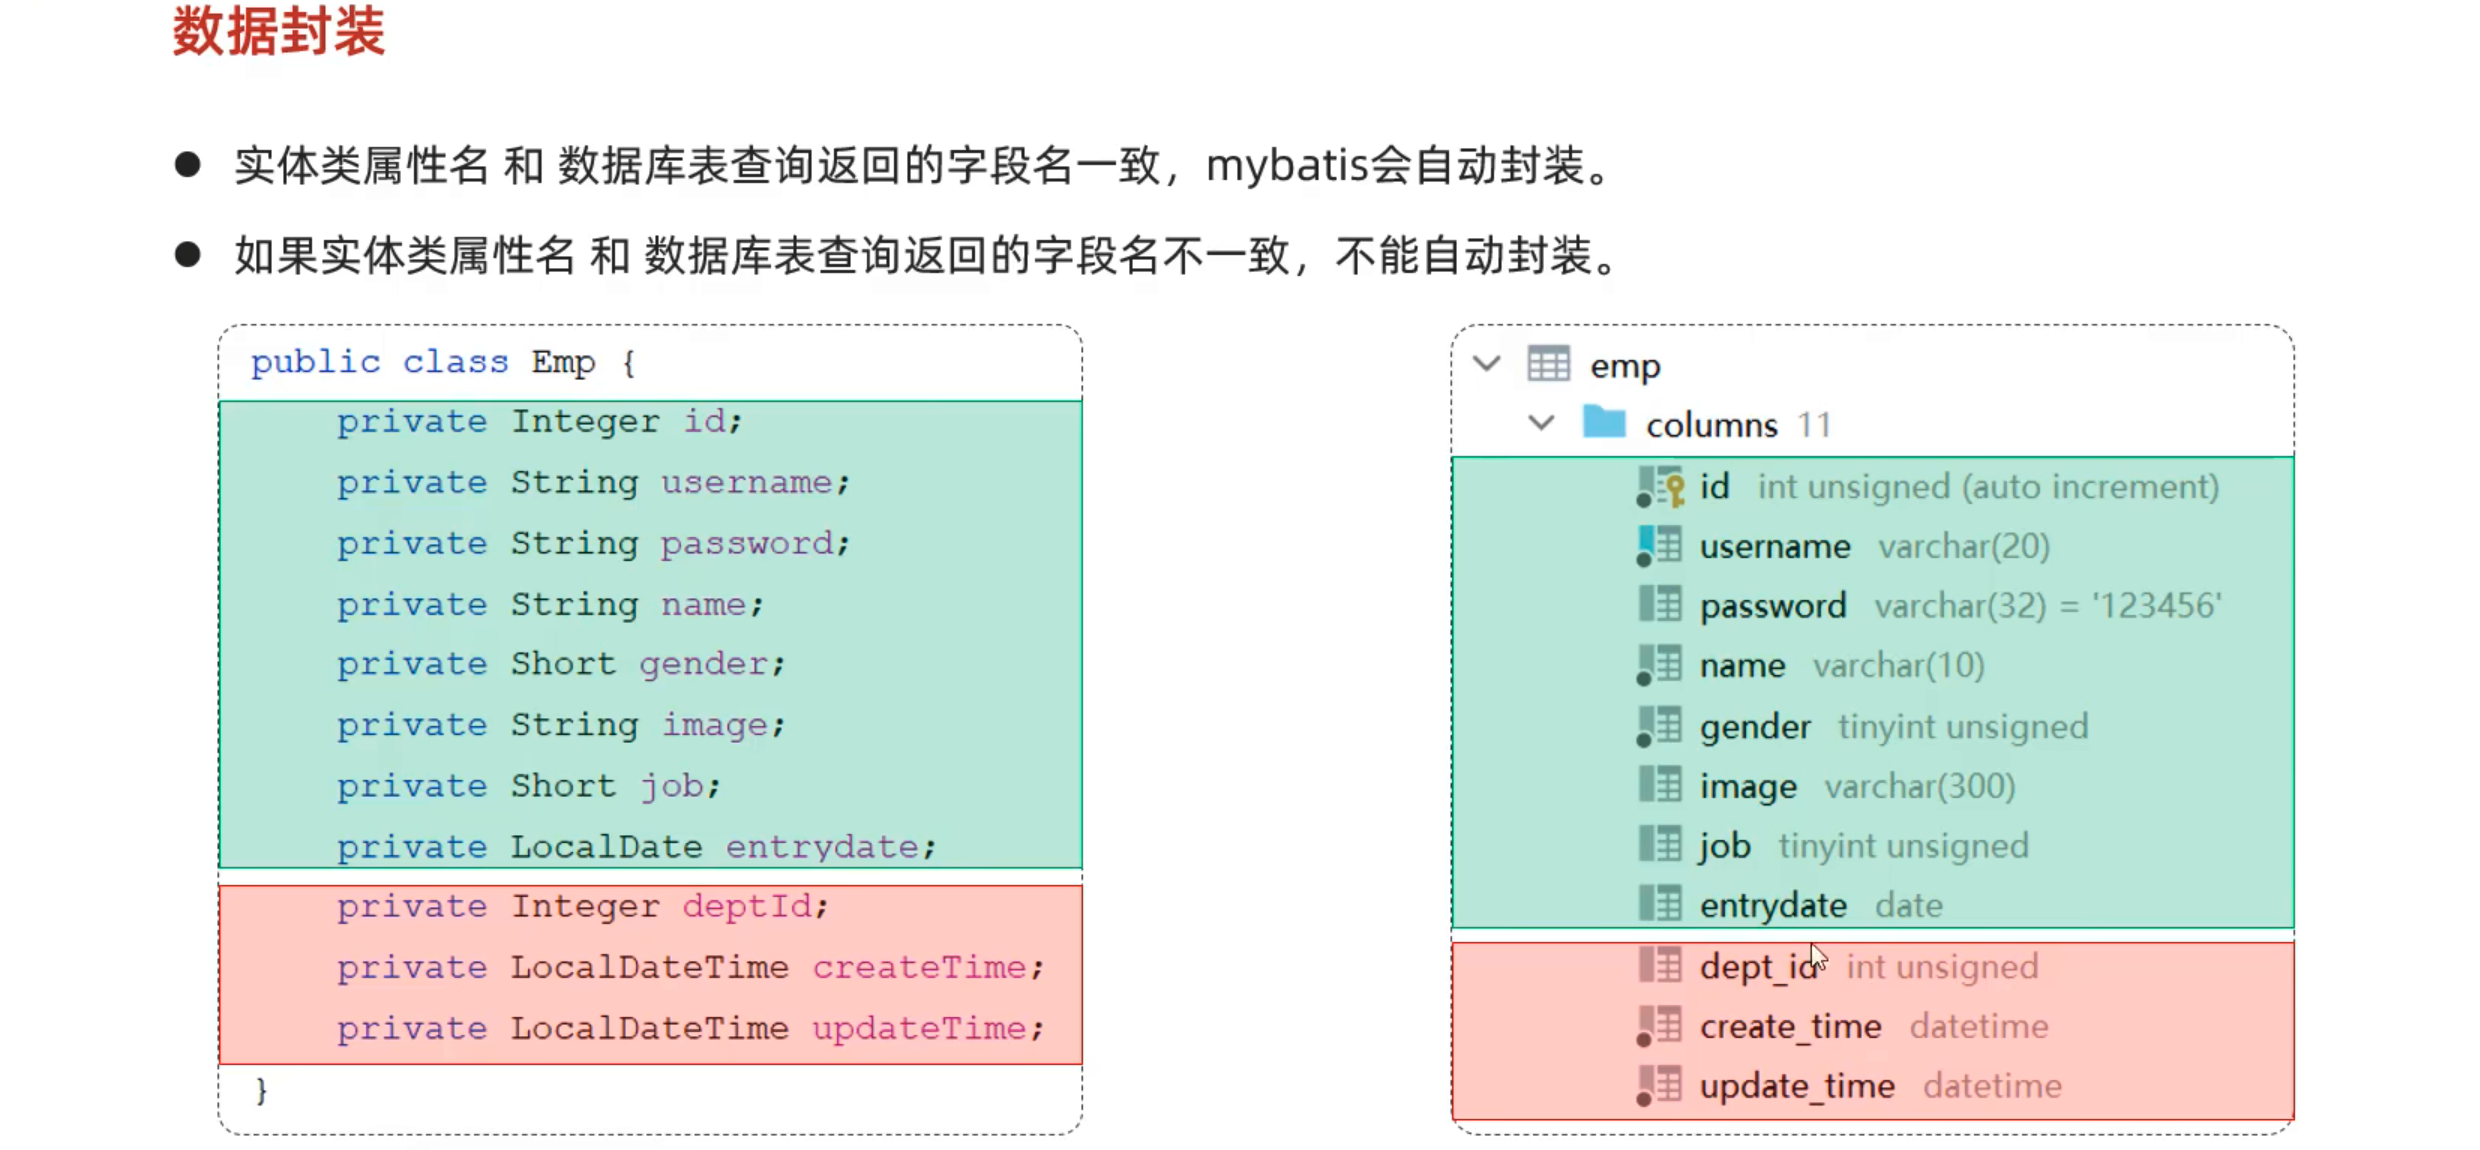 数据封装
实体类属性名 和 数据库表查询返回的字段名一致，mybatis会自动封装。
如果实体类属性名 和 数据库表查询返回的字段名不一致，不能自动封装。
public class Emp {
private Integer id;
private String username;
private String password;
private String name;
private Short gender;
private String image;
private Short job;
private LocalDate entrydate;
private Integer deptId;
private LocalDateTime createTime;
private LocalDateTime updateTime;
}
emp
columns 11
id int unsigned (auto increment)
username varchar(20)
password varchar(32) = '123456'
name varchar(10)
gender tinyint unsigned
image varchar(300)
job tinyint unsigned
entrydate date
dept_id int unsigned
create_time datetime
update_time datetime